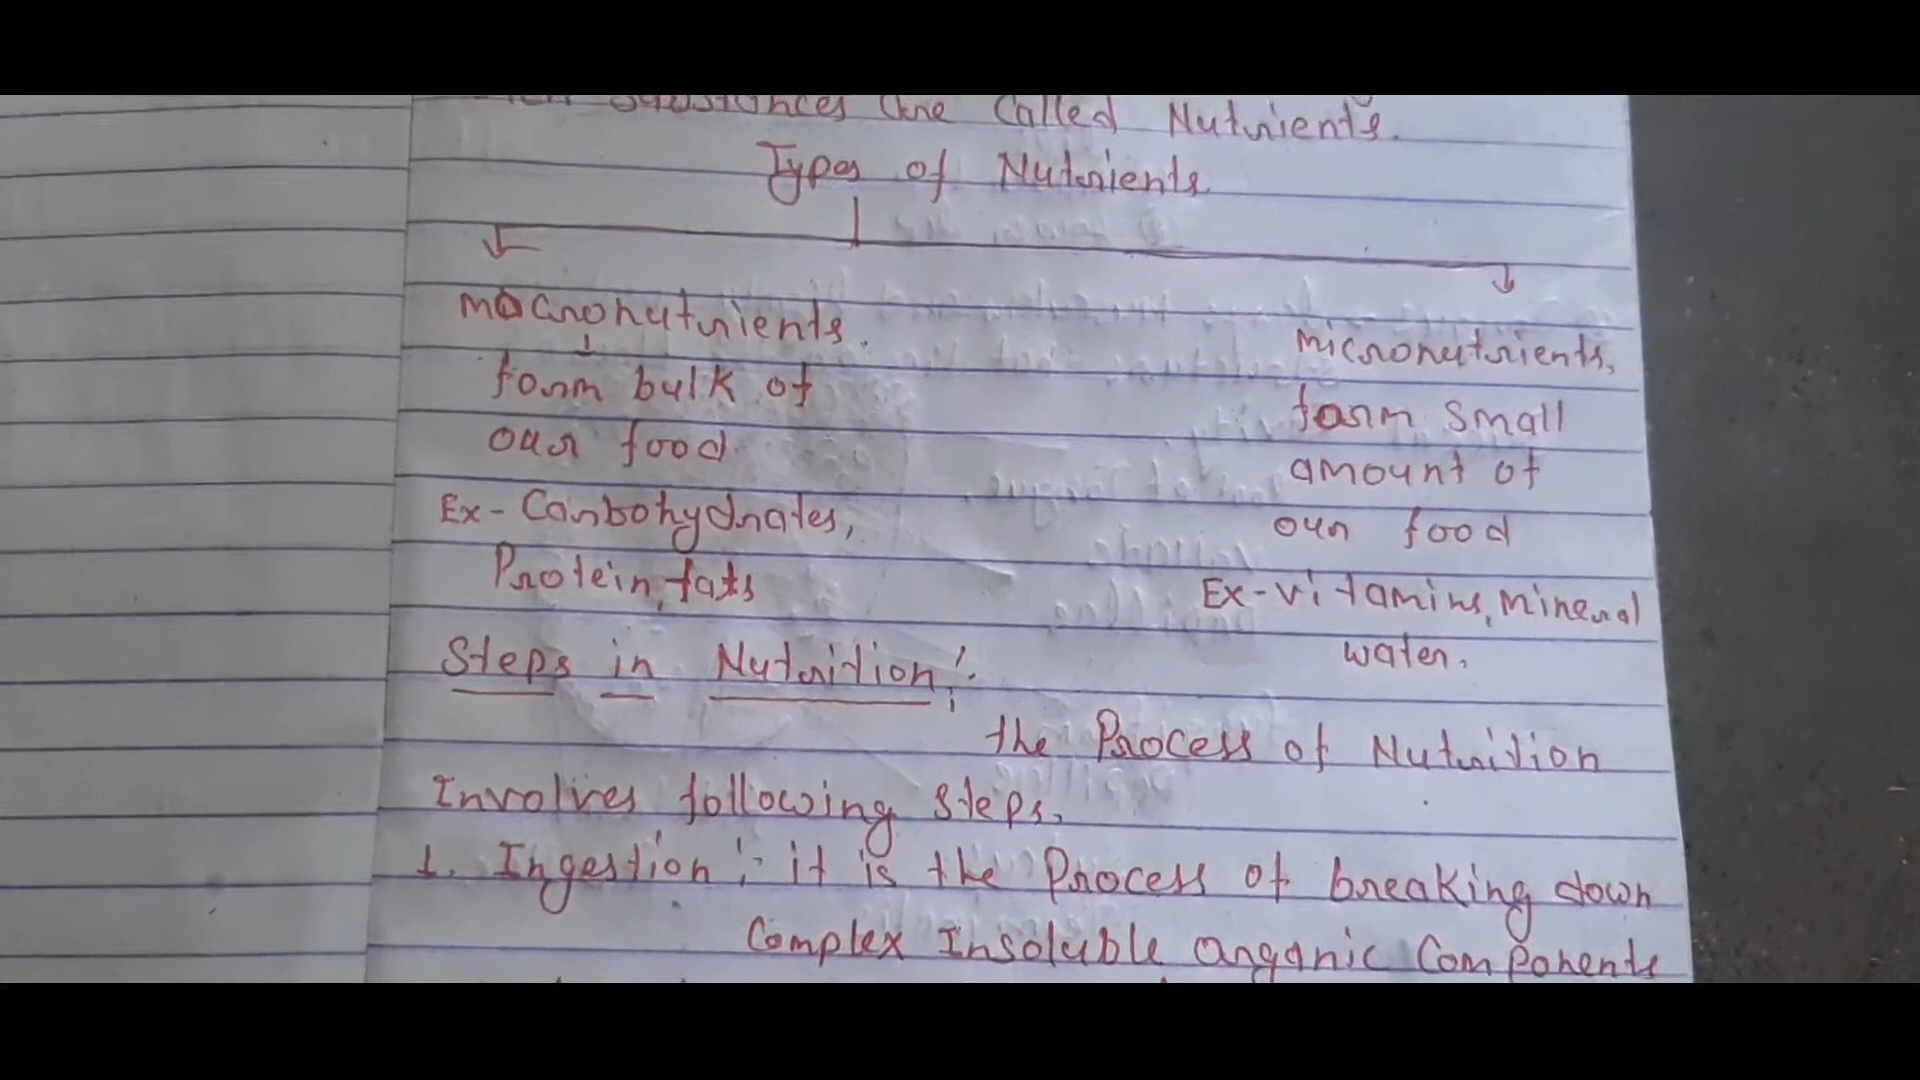 substances are Called Nutrients.
Types of Nutrients
macronutrients.
form bulk of
our food
Ex- Carbohydrates,
Protein, fats
micronutrients,
form small
amount of
our food
Ex-vitamins, mineral
water.
Steps in Nutrition:
the Process of Nutrition
Involves following steps.
1. Ingestion:- it is the Process of breaking down
Complex Insoluble organic Components